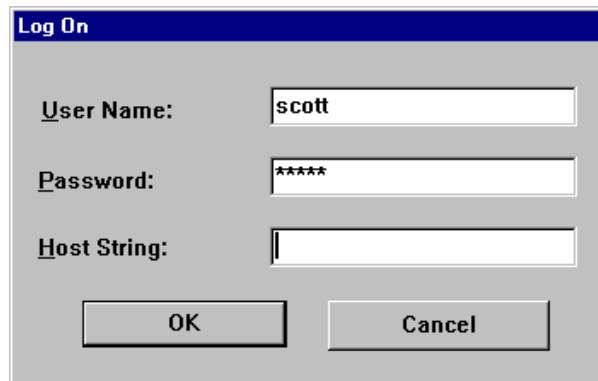 Log On
User Name: scott
Password: *****
Host String:
OK Cancel